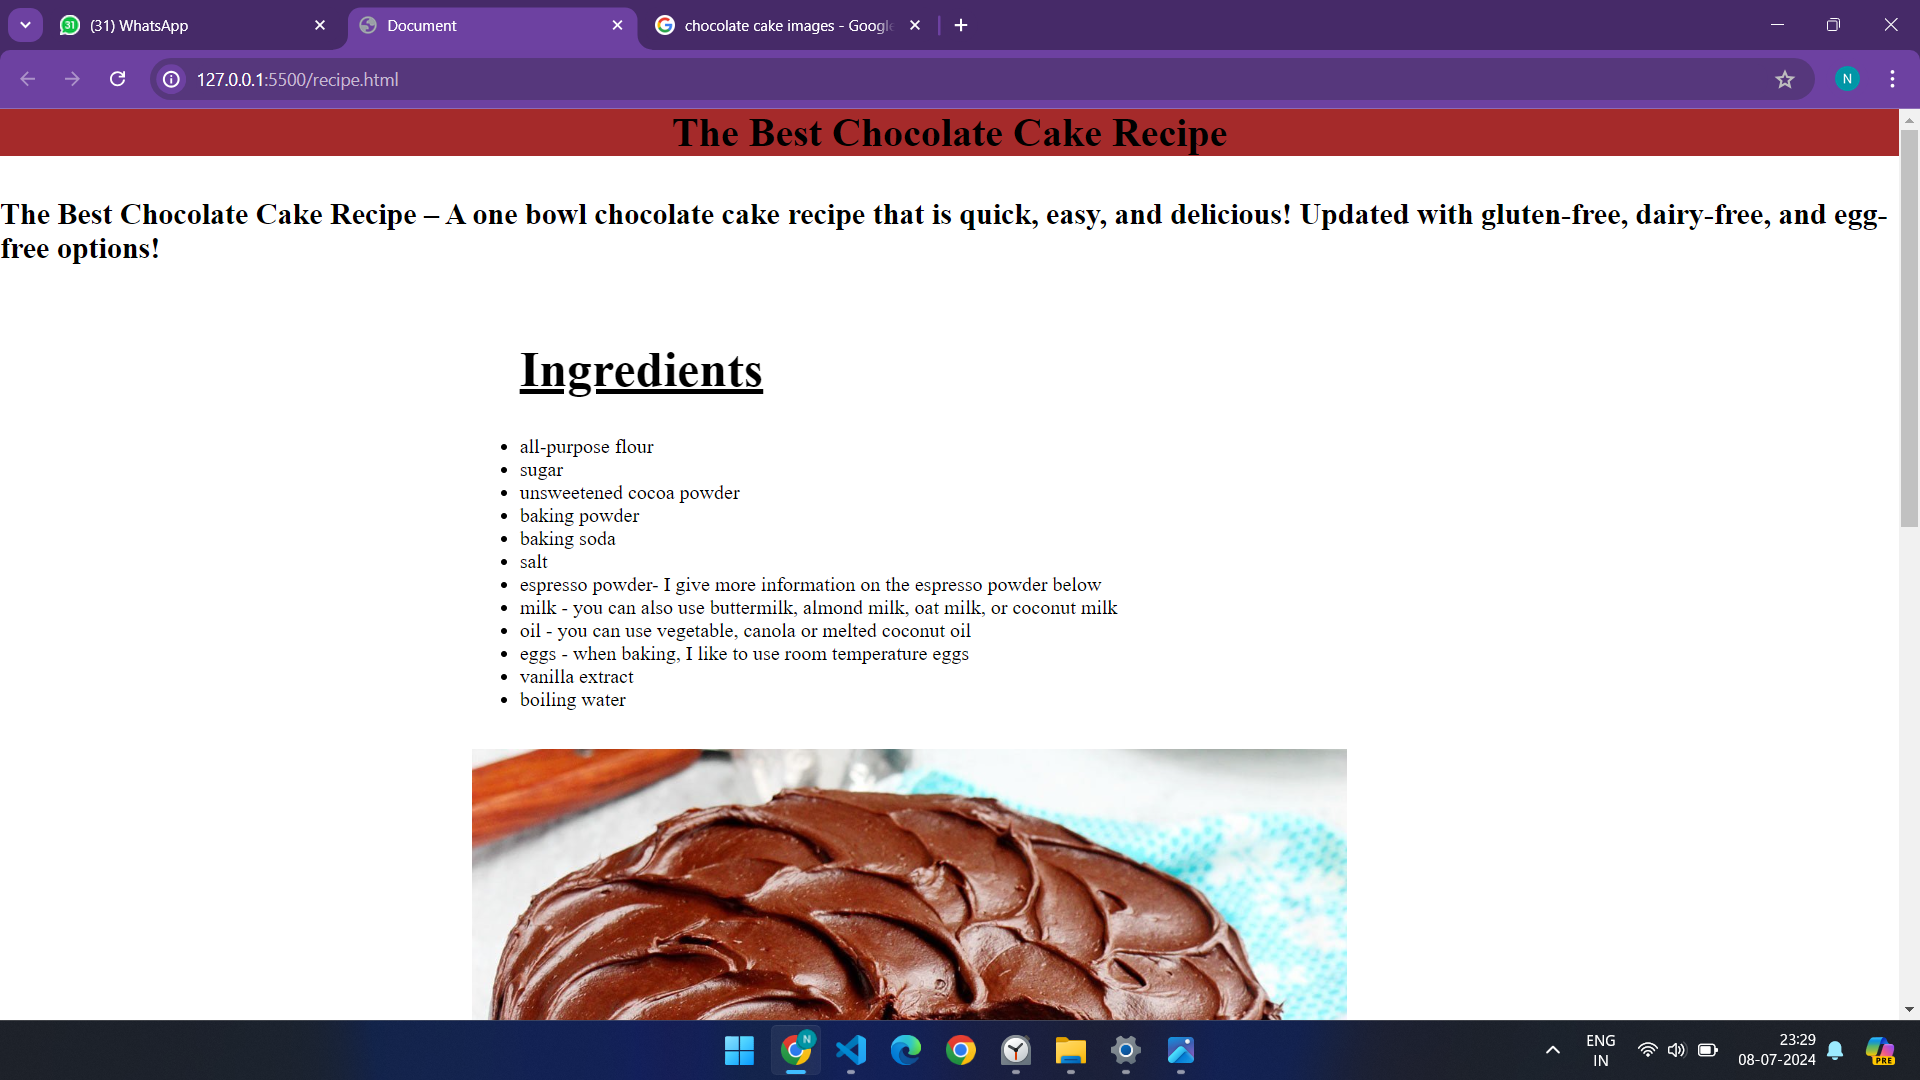 31
(31) WhatsApp
Document
chocolate cake images - Googl
127.0.0.1:5500/recipe.html
N
The Best Chocolate Cake Recipe
The Best Chocolate Cake Recipe – A one bowl chocolate cake recipe that is quick, easy, and delicious! Updated with gluten-free, dairy-free, and egg-
free options!
Ingredients
• all-purpose flour
• sugar
• unsweetened cocoa powder
• baking powder
• baking soda
• salt
• espresso powder- I give more information on the espresso powder below
• milk - you can also use buttermilk, almond milk, oat milk, or coconut milk
• oil - you can use vegetable, canola or melted coconut oil
• eggs - when baking, I like to use room temperature eggs
• vanilla extract
• boiling water
N
ENG
IN
23:29
08-07-2024
PRE